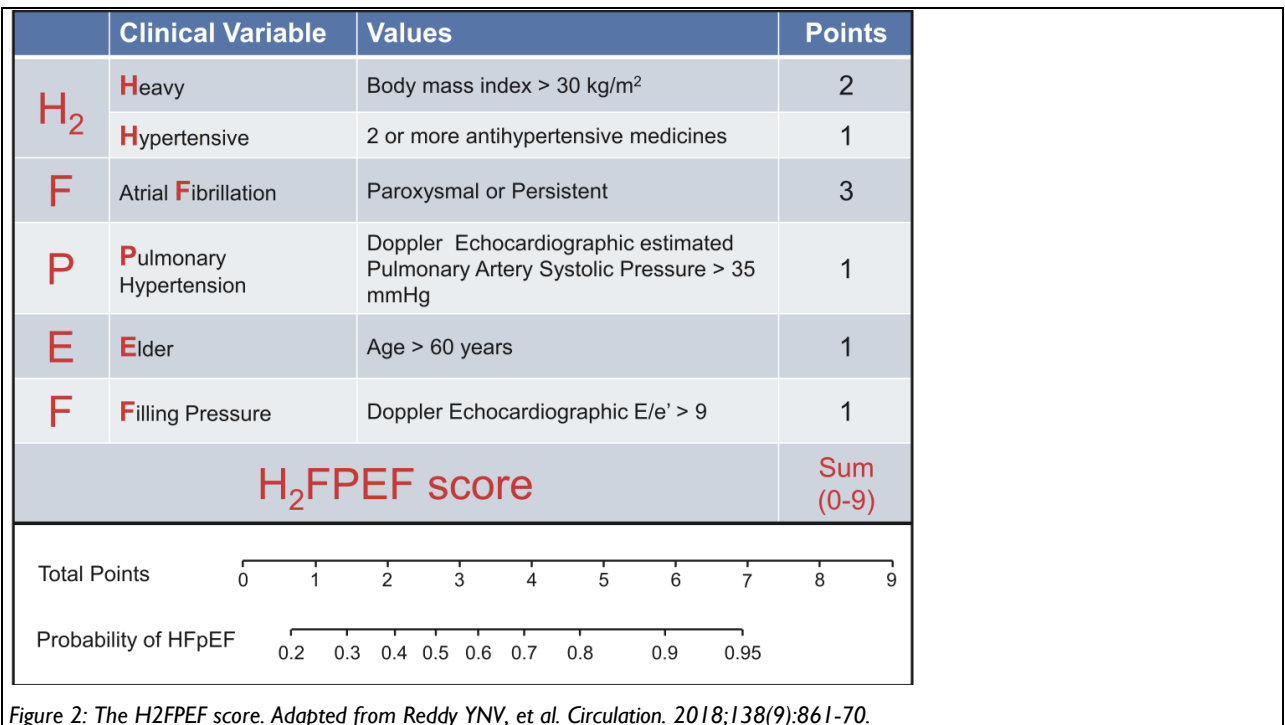 Clinical Variable Values Points
H2
Heavy Body mass index > 30 kg/m2 2
Hypertensive 2 or more antihypertensive medicines 1
F Atrial Fibrillation Paroxysmal or Persistent 3
P Pulmonary
Hypertension
Doppler Echocardiographic estimated
Pulmonary Artery Systolic Pressure > 35
mmHg
1
E Elder Age > 60 years 1
F Filling Pressure Doppler Echocardiographic E/e’ > 9 1
H2FPEF score Sum
(0-9)
Total Points 0 1 2 3 4 5 6 7 8 9
Probability of HFpEF 0.2 0.3 0.4 0.5 0.6 0.7 0.8 0.9 0.95
Figure 2: The H2FPEF score. Adapted from Reddy YNV, et al. Circulation. 2018;138(9):861-70.